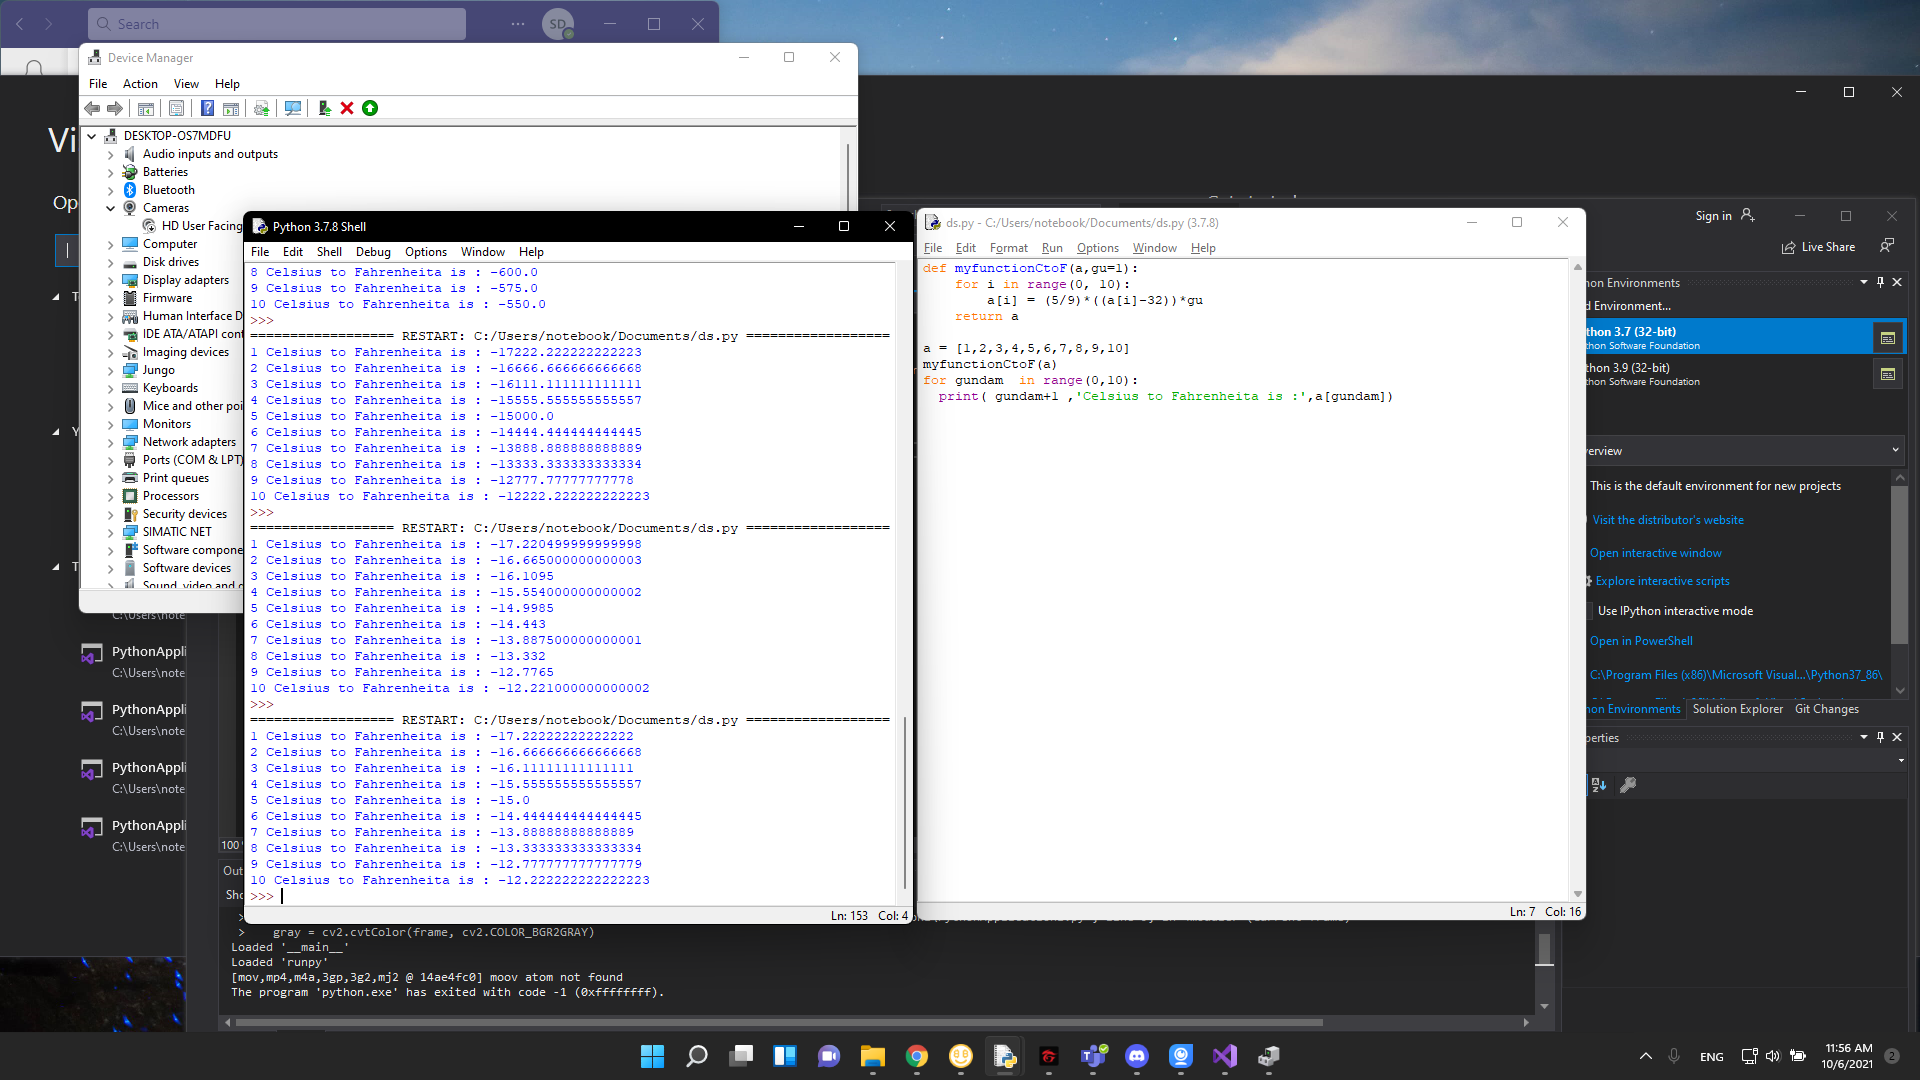 Search
SD
Device Manager
File Action View Help
DESKTOP-OS7MDFU
Audio inputs and outputs
Batteries
Bluetooth
Cameras
HD User Facing
Computer
Disk drives
Display adapters
Firmware
Human Interface D
IDE ATA/ATAPI cont
Imaging devices
Jungo
Keyboards
Mice and other poi
Monitors
Network adapters
Ports (COM & LPT)
Print queues
Processors
Security devices
SIMATIC NET
Software compone
Software devices
Sound, video and g
Vi
Op
C:\Users\note
PythonAppli
C:\Users\note
PythonAppli
C:\Users\note
PythonAppli
C:\Users\note
PythonAppli
C:\Users\note
Python 3.7.8 Shell
File Edit Shell Debug Options Window Help
8 Celsius to Fahrenheita is : -600.0
9 Celsius to Fahrenheita is : -575.0
10 Celsius to Fahrenheita is : -550.0
>>>
================== RESTART: C:/Users/notebook/Documents/ds.py ==================
1 Celsius to Fahrenheita is : -17222.222222222223
2 Celsius to Fahrenheita is : -16666.666666666668
3 Celsius to Fahrenheita is : -16111.111111111111
4 Celsius to Fahrenheita is : -15555.555555555557
5 Celsius to Fahrenheita is : -15000.0
6 Celsius to Fahrenheita is : -14444.444444444445
7 Celsius to Fahrenheita is : -13888.888888888889
8 Celsius to Fahrenheita is : -13333.333333333334
9 Celsius to Fahrenheita is : -12777.77777777778
10 Celsius to Fahrenheita is : -12222.222222222223
>>>
================== RESTART: C:/Users/notebook/Documents/ds.py ==================
1 Celsius to Fahrenheita is : -17.220499999999998
2 Celsius to Fahrenheita is : -16.665000000000003
3 Celsius to Fahrenheita is : -16.1095
4 Celsius to Fahrenheita is : -15.554000000000002
5 Celsius to Fahrenheita is : -14.9985
6 Celsius to Fahrenheita is : -14.443
7 Celsius to Fahrenheita is : -13.887500000000001
8 Celsius to Fahrenheita is : -13.332
9 Celsius to Fahrenheita is : -12.7765
10 Celsius to Fahrenheita is : -12.221000000000002
>>>
================== RESTART: C:/Users/notebook/Documents/ds.py ==================
1 Celsius to Fahrenheita is : -17.22222222222222
2 Celsius to Fahrenheita is : -16.666666666666668
3 Celsius to Fahrenheita is : -16.11111111111111
4 Celsius to Fahrenheita is : -15.555555555555557
5 Celsius to Fahrenheita is : -15.0
6 Celsius to Fahrenheita is : -14.444444444444445
7 Celsius to Fahrenheita is : -13.88888888888889
8 Celsius to Fahrenheita is : -13.333333333333334
9 Celsius to Fahrenheita is : -12.777777777777779
10 Celsius to Fahrenheita is : -12.222222222222223
>>>
Ln: 153 Col: 4
ds.py - C:/Users/notebook/Documents/ds.py (3.7.8)
File Edit Format Run Options Window Help
def myfunctionCtoF(a,gu=1):
    for i in range(0, 10):
        a[i] = (5/9)*((a[i]-32))*gu
    return a
a = [1,2,3,4,5,6,7,8,9,10]
myfunctionCtoF(a)
for gundam  in range(0,10):
  print( gundam+1 ,'Celsius to Fahrenheita is :',a[gundam])
Ln: 7 Col: 16
Sign in
Live Share
hon Environments
d Environment...
thon 3.7 (32-bit)
thon Software Foundation
thon 3.9 (32-bit)
thon Software Foundation
erview
This is the default environment for new projects
Visit the distributor's website
Open interactive window
Explore interactive scripts
Use IPython interactive mode
Open in PowerShell
C:\Program Files (x86)\Microsoft Visual...\Python37_86\
hon Environments Solution Explorer Git Changes
perties
100
Out
Sho
> gray = cv2.cvtColor(frame, cv2.COLOR_BGR2GRAY)
Loaded '__main__'
Loaded 'runpy'
[mov,mp4,m4a,3gp,3g2,mj2 @ 14ae4fc0] moov atom not found
The program 'python.exe' has exited with code -1 (0xffffffff).
ENG
11:56 AM
10/6/2021
2